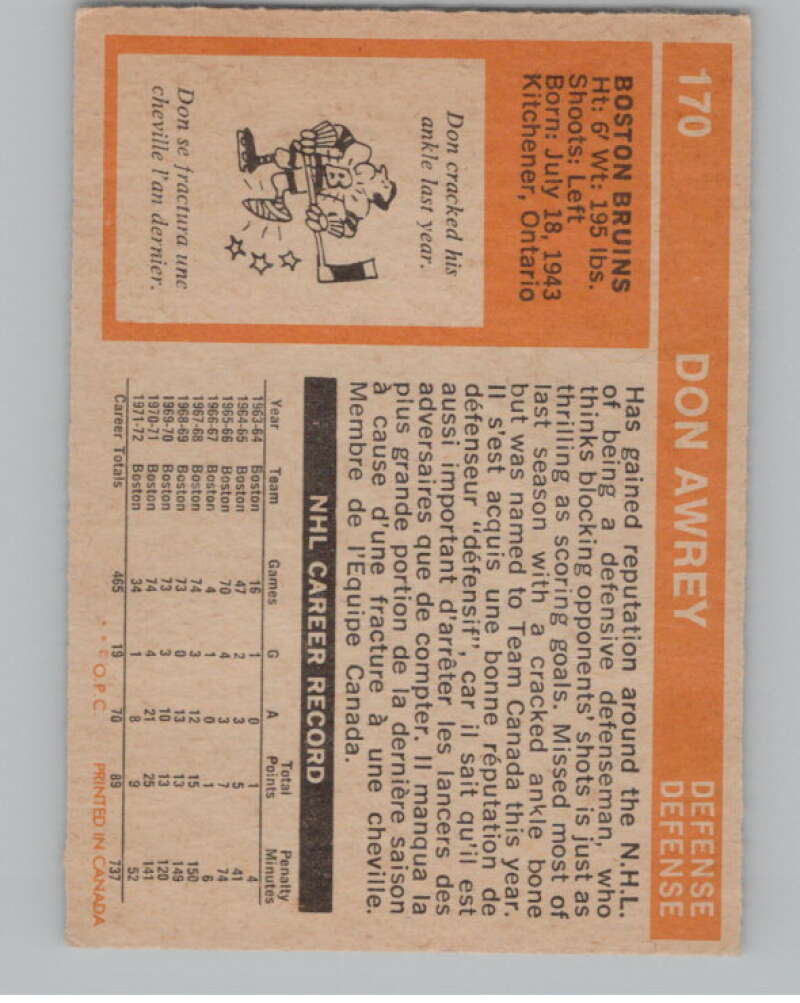 170
DON AWREY
DEFENSE
DEFENSE
BOSTON BRUINS
Ht: 6' Wt: 195 lbs.
Shoots: Left
Born: July 18, 1943
Kitchener, Ontario
Don cracked his
ankle last year.
B
Don se fractura une
cheville l'an dernier.
Has gained reputation around the N.H.L.
of being a defensive defenseman, who
thinks blocking opponents' shots is just as
thrilling as scoring goals. Missed most of
last season with a cracked ankle bone
but was named to Team Canada this year.
Il s'est acquis une bonne réputation de
défenseur "défensif", car il sait qu'il est
aussi important d'arrêter les lancers des
adversaires que de compter. Il manqua la
plus grande portion de la dernière saison
à cause d'une fracture à une cheville.
Membre de l'Equipe Canada.
NHL CAREER RECORD
Year Team Games G A Total Points Penalty Minutes
1963-64 Boston 16 1 0 1 4
1964-65 Boston 47 2 3 5 41
1965-66 Boston 70 4 3 7 74
1966-67 Boston 4 1 0 1 6
1967-68 Boston 74 3 12 15 150
1968-69 Boston 73 0 13 13 149
1969-70 Boston 73 3 10 13 120
1970-71 Boston 74 4 21 25 141
1971-72 Boston 34 1 8 9 52
Career Totals 465 19 70 89 737
* * © O.P.C. PRINTED IN CANADA